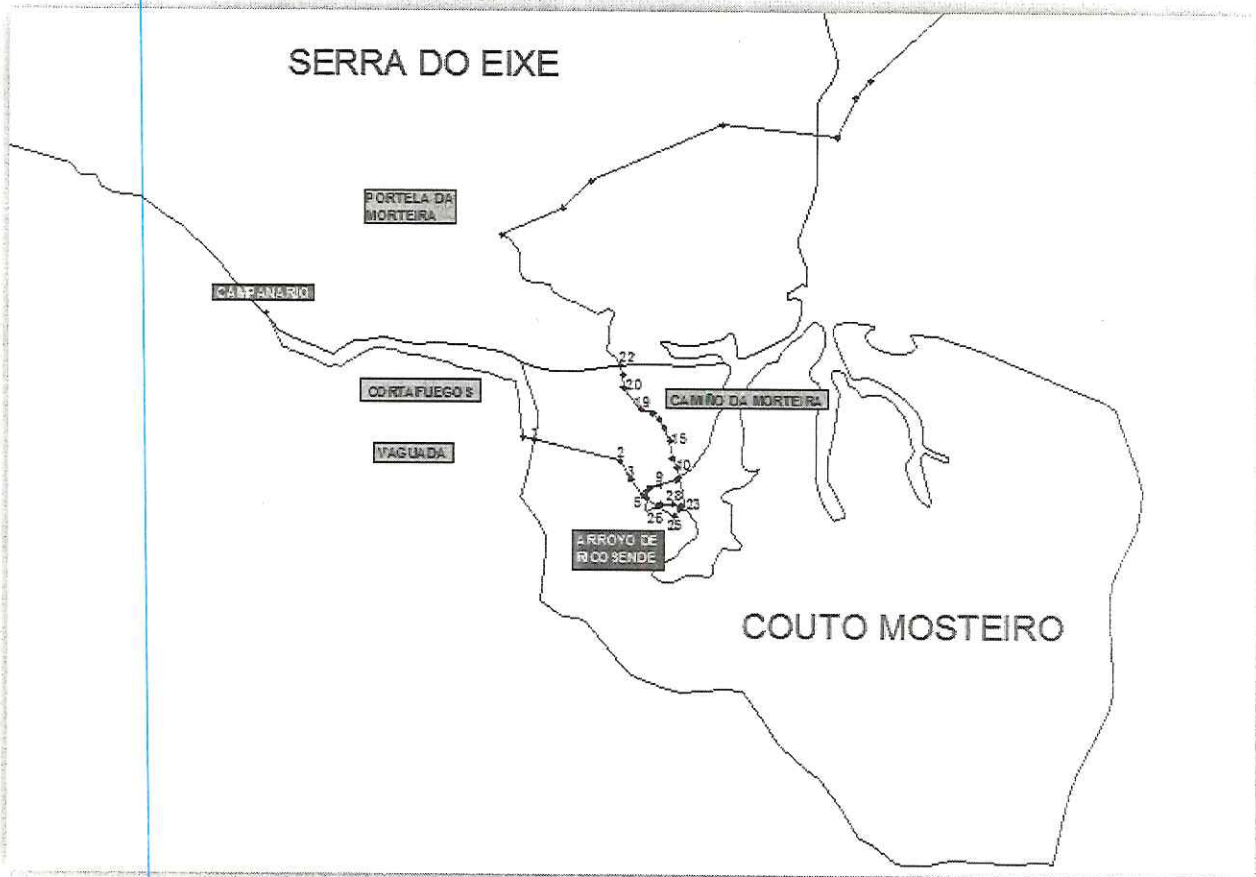 SERRA DO EIXE
PORTELA DA
MORTEIRA
CAMPANARIO
22
CORTAFUEGOS
20
CAMIÑO DA MORTEIRA
19
1
15
VAGUADA
2
10
3
9
5
28
23
26
25
ARROYO DE
RICOSENDE
COUTO MOSTEIRO